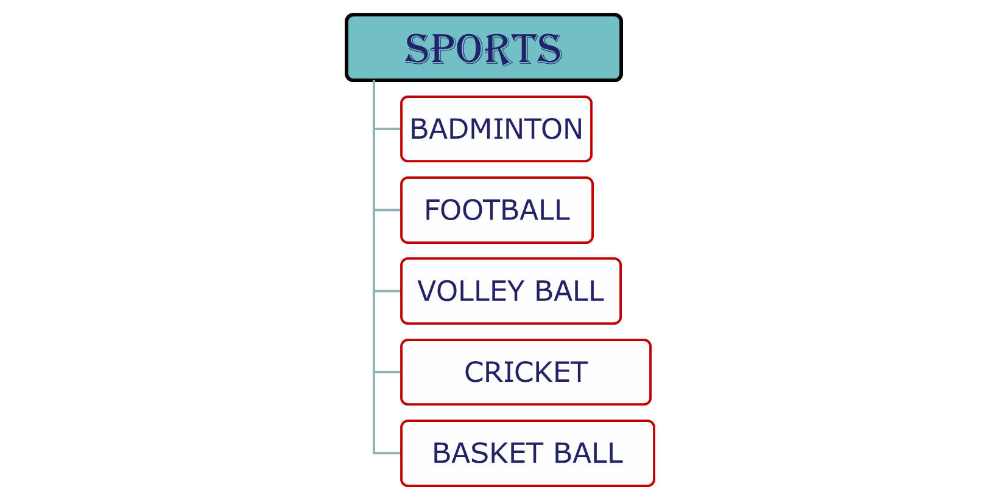 SPORTS
BADMINTON
FOOTBALL
VOLLEY BALL
CRICKET
BASKET BALL